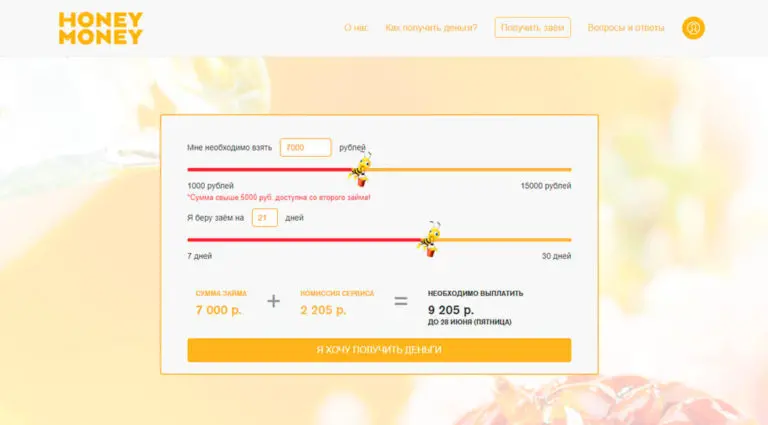 HONEY
MONEY
О нас
Как получить деньги?
Получить заём
Вопросы и ответы
Мне необходимо взять 7000 рублей
1000 рублей
15000 рублей
*Сумма свыше 5000 руб. доступна со второго займа!
Я беру заём на 21 дней
7 дней
30 дней
СУММА ЗАЙМА
7 000 р.
+
КОМИССИЯ СЕРВИСА
2 205 р.
=
НЕОБХОДИМО ВЫПЛАТИТЬ
9 205 р.
ДО 28 ИЮНЯ (ПЯТНИЦА)
Я ХОЧУ ПОЛУЧИТЬ ДЕНЬГИ